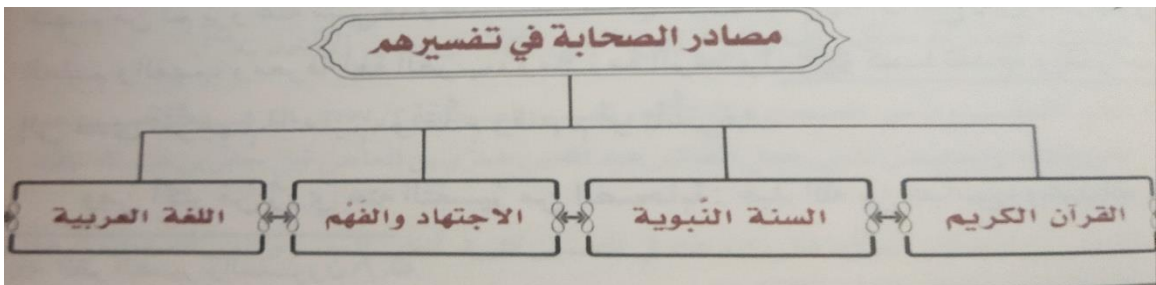 مصادر الصحابة في تفسيرهم
القرآن الكريم
السنة النَّبوية
الاجتهاد والفَهْم
اللغة العربية